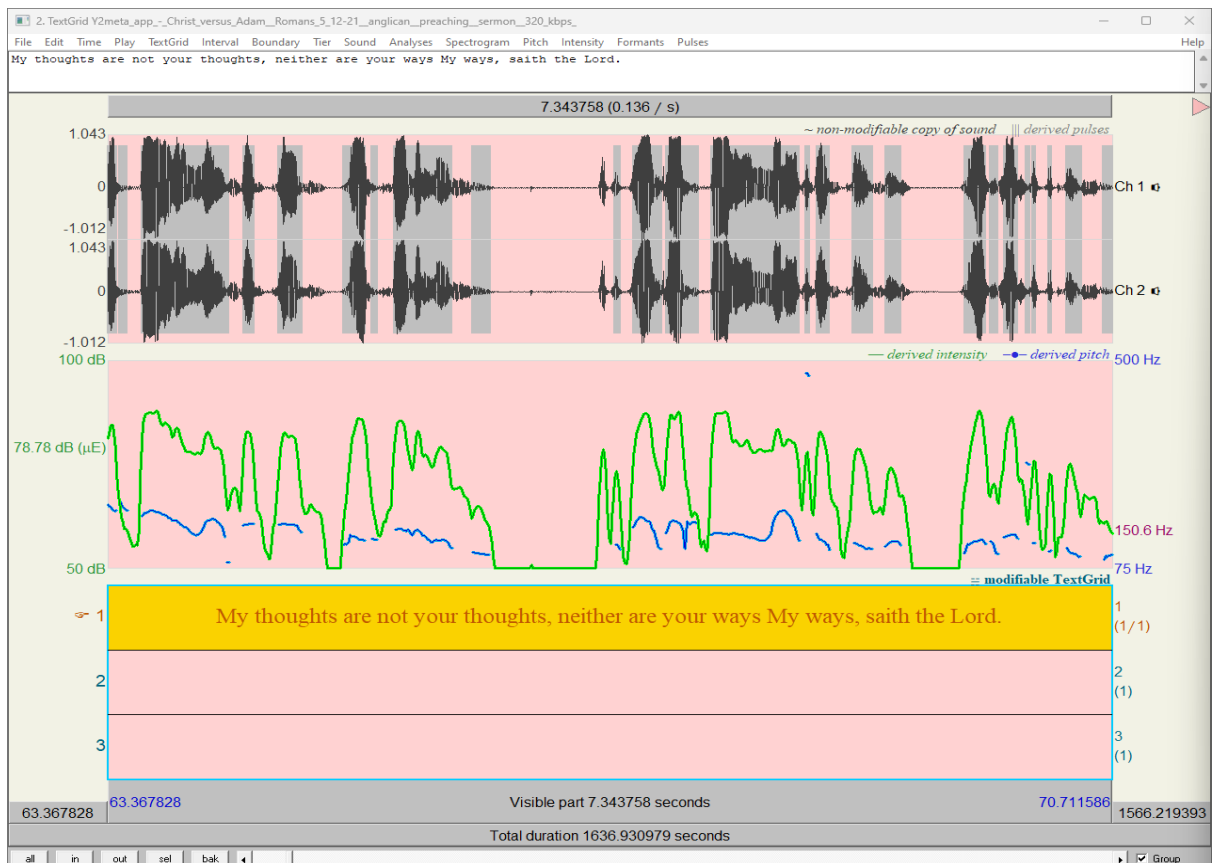 2. TextGrid Y2meta_app_-_Christ_versus_Adam__Romans_5_12-21__anglican__preaching__sermon__320_kbps_
File Edit Time Play TextGrid Interval Boundary Tier Sound Analyses Spectrogram Pitch Intensity Formants Pulses Help
My thoughts are not your thoughts, neither are your ways My ways, saith the Lord.
7.343758 (0.136 / s)
~ non-modifiable copy of sound ||| derived pulses
1.043
0 Ch 1
-1.012
1.043
0 Ch 2
-1.012
100 dB — derived intensity –●– derived pitch 500 Hz
78.78 dB (µE)
150.6 Hz
50 dB 75 Hz
:: modifiable TextGrid
1 My thoughts are not your thoughts, neither are your ways My ways, saith the Lord. 1
(1/1)
2 2
(1)
3 3
(1)
63.367828 63.367828 Visible part 7.343758 seconds 70.711586 1566.219393
Total duration 1636.930979 seconds
all in out sel bak Group